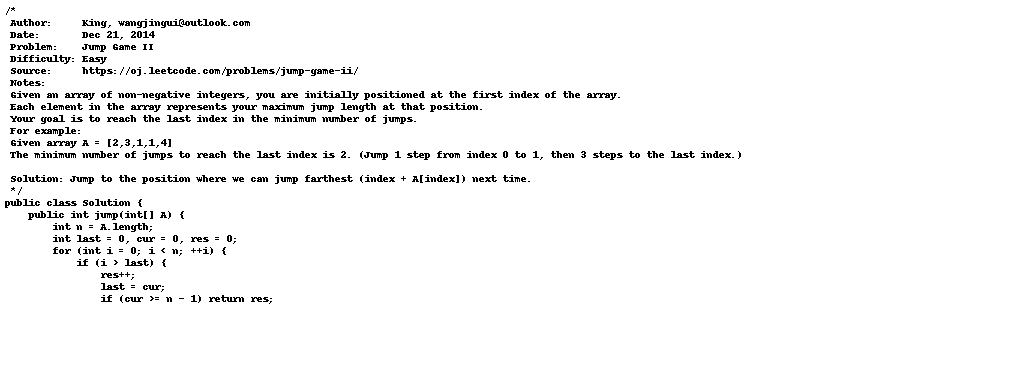 /*
 Author:     King, wangjingui@outlook.com
 Date:       Dec 21, 2014
 Problem:    Jump Game II
 Difficulty: Easy
 Source:     https://oj.leetcode.com/problems/jump-game-ii/
 Notes:
 Given an array of non-negative integers, you are initially positioned at the first index of the array.
 Each element in the array represents your maximum jump length at that position.
 Your goal is to reach the last index in the minimum number of jumps.
 For example:
 Given array A = [2,3,1,1,4]
 The minimum number of jumps to reach the last index is 2. (Jump 1 step from index 0 to 1, then 3 steps to the last index.)

 Solution: Jump to the position where we can jump farthest (index + A[index]) next time.
 */
public class Solution {
    public int jump(int[] A) {
        int n = A.length;
        int last = 0, cur = 0, res = 0;
        for (int i = 0; i < n; ++i) {
            if (i > last) {
                res++;
                last = cur;
                if (cur >= n - 1) return res;